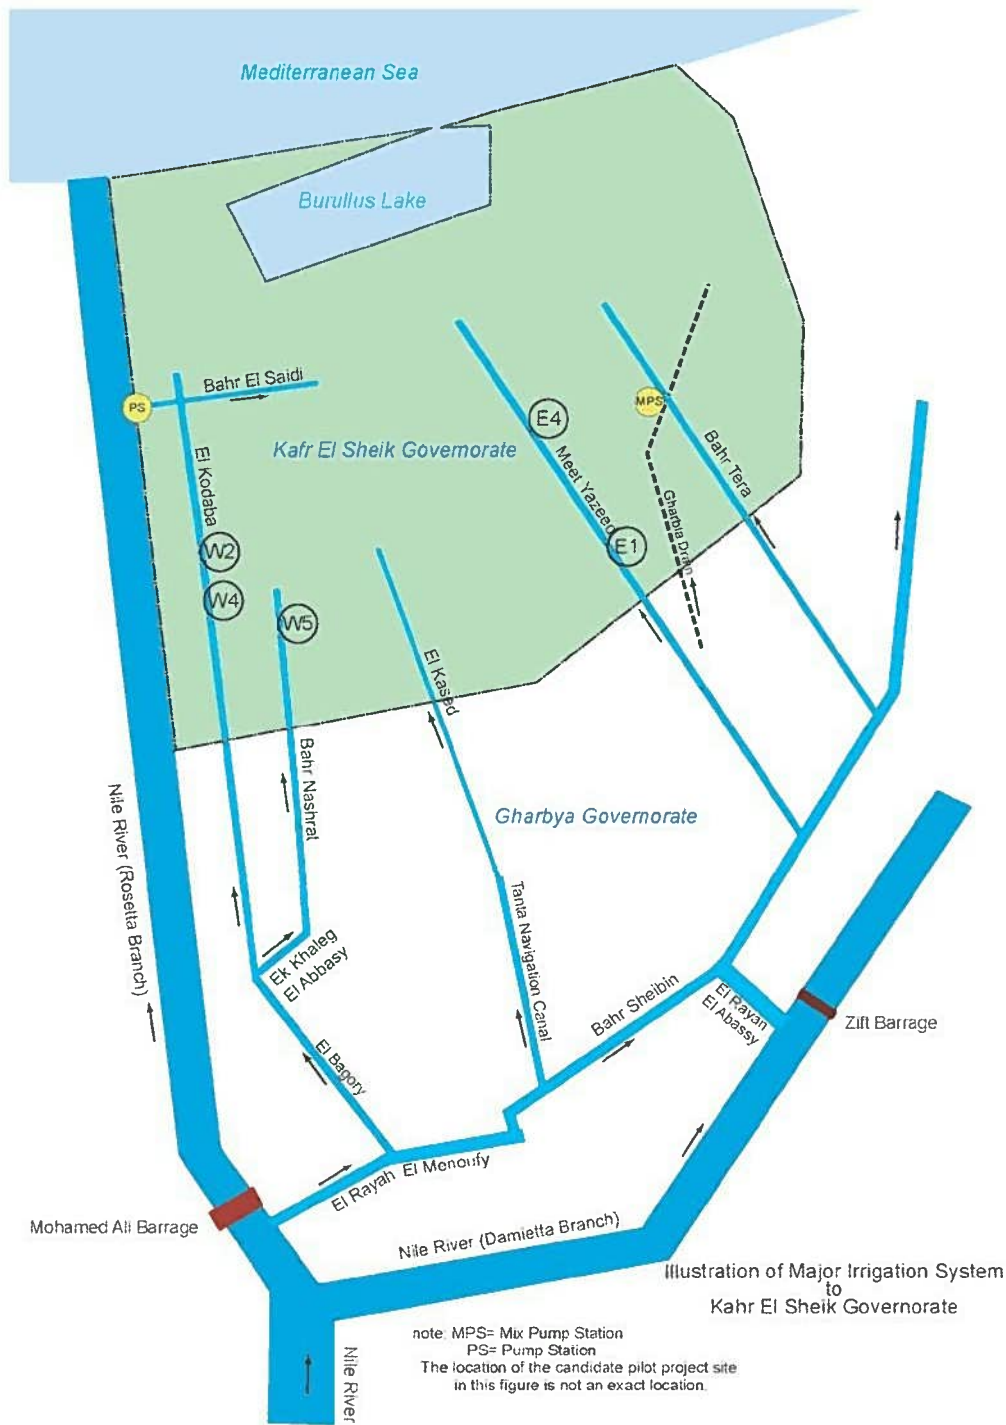 Mediterranean Sea
Burullus Lake
Bahr El Saidi
PS
MPS
E4
Kafr El Sheik Governorate
El Kodaba
Meet Yazeed
Bahr Tera
Gharbia Drain
W2
E1
W4
W5
El Kased
Bahr Nashrat
Gharbya Governorate
Nile River (Rosetta Branch)
Tanta Navigation Canal
Ek Khaleg
El Abbasy
Bahr Sheibin
El Rayan
El Abassy
Zift Barrage
El Bagory
El Rayah El Menoufy
Mohamed Ali Barrage
Nile River (Damietta Branch)
Illustration of Major Irrigation System
to
Kahr El Sheik Governorate
note: MPS= Mix Pump Station
PS= Pump Station
The location of the candidate pilot project site
in this figure is not an exact location.
Nile River